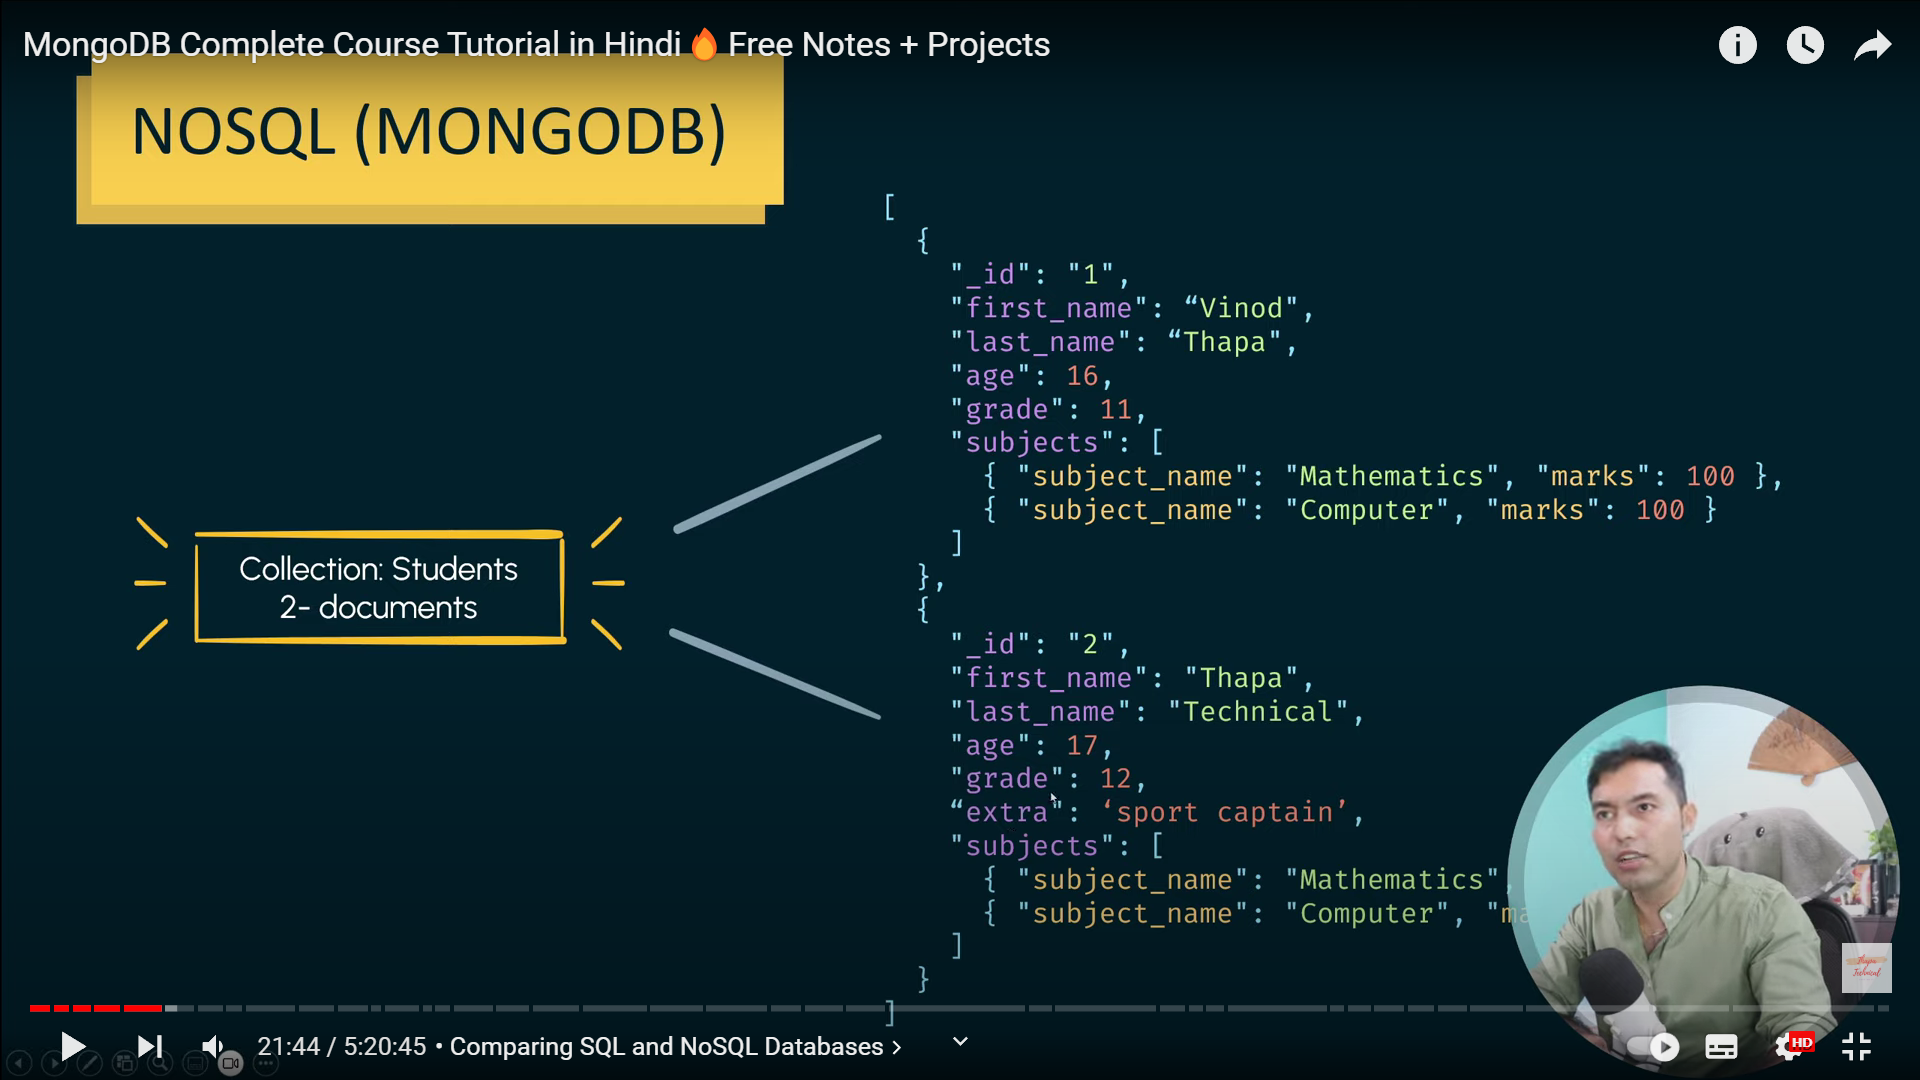 MongoDB Complete Course Tutorial in Hindi🔥Free Notes + Projects
NOSQL (MONGODB)
[
{
"_id": "1",
"first_name": “Vinod",
"last_name": “Thapa",
"age": 16,
"grade": 11,
"subjects": [
{ "subject_name": "Mathematics", "marks": 100 },
{ "subject_name": "Computer", "marks": 100 }
]
},
{
"_id": "2",
"first_name": "Thapa",
"last_name": "Technical",
"age": 17,
"grade": 12,
“extra": ‘sport captain’,
"subjects": [
{ "subject_name": "Mathematics",
{ "subject_name": "Computer", "ma
]
}
]
Collection: Students
2- documents
Thapa
Technical
21:44 / 5:20:45 • Comparing SQL and NoSQL Databases ›
HD